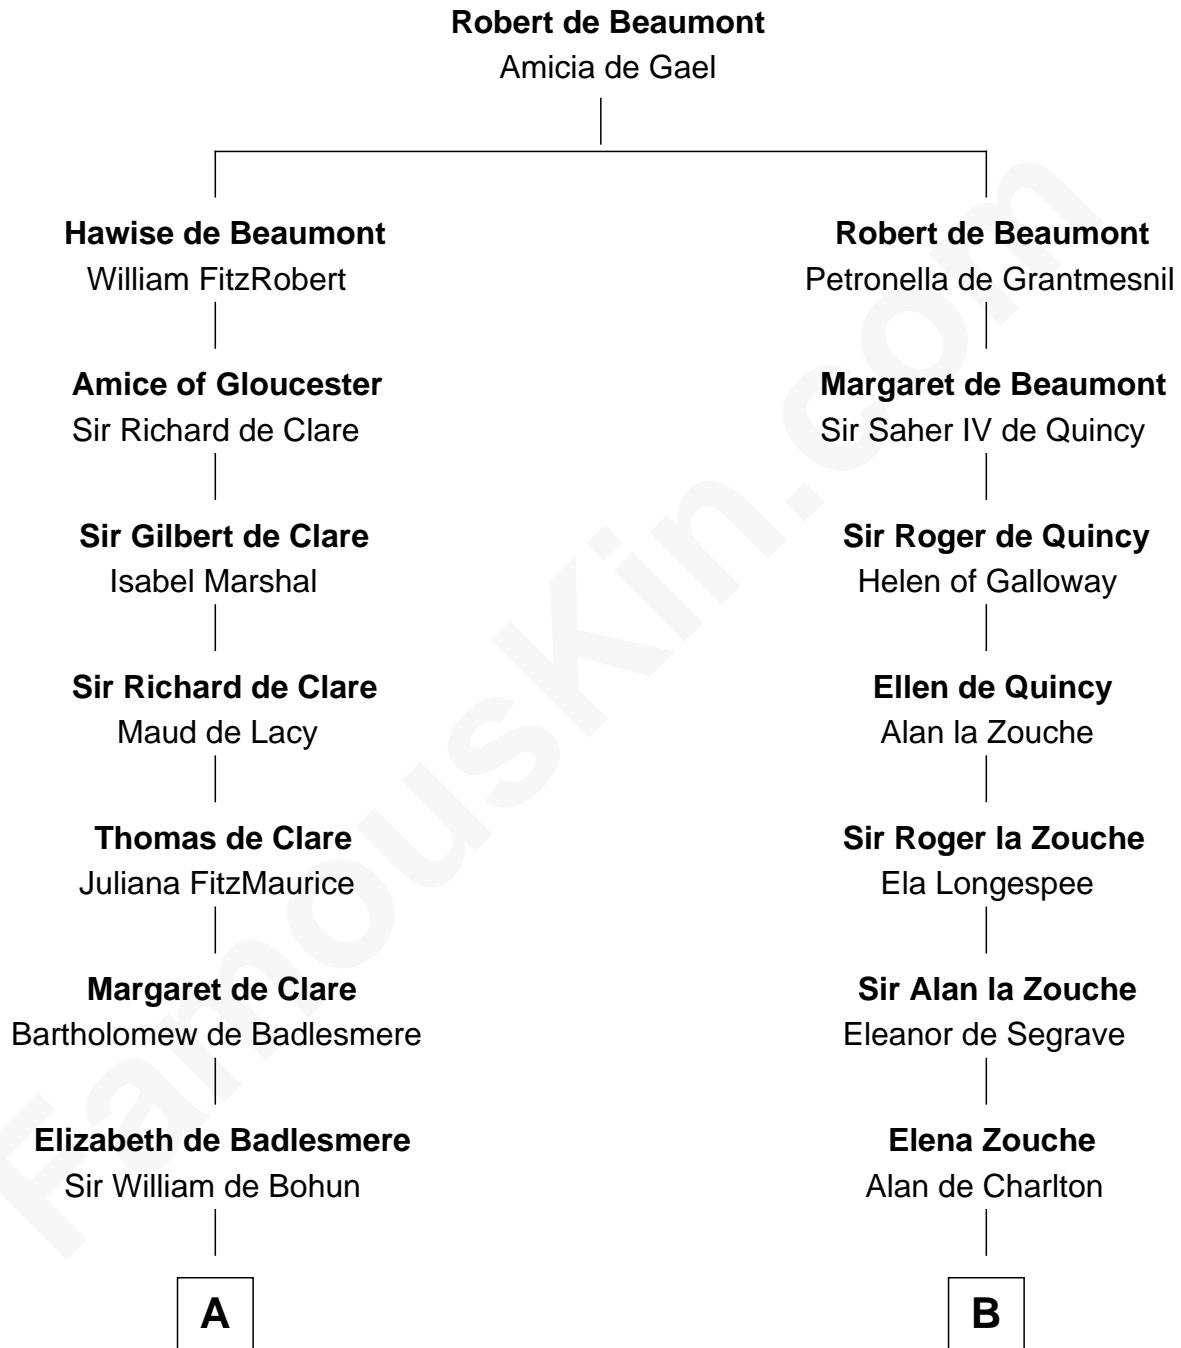 Robert de Beaumont
Amicia de Gael
Hawise de Beaumont
William FitzRobert
Amice of Gloucester
Sir Richard de Clare
Sir Gilbert de Clare
Isabel Marshal
Sir Richard de Clare
Maud de Lacy
Thomas de Clare
Juliana FitzMaurice
Margaret de Clare
Bartholomew de Badlesmere
Elizabeth de Badlesmere
Sir William de Bohun
A
Robert de Beaumont
Petronella de Grantmesnil
Margaret de Beaumont
Sir Saher IV de Quincy
Sir Roger de Quincy
Helen of Galloway
Ellen de Quincy
Alan la Zouche
Sir Roger la Zouche
Ela Longespee
Sir Alan la Zouche
Eleanor de Segrave
Elena Zouche
Alan de Charlton
B
FamousKin.com